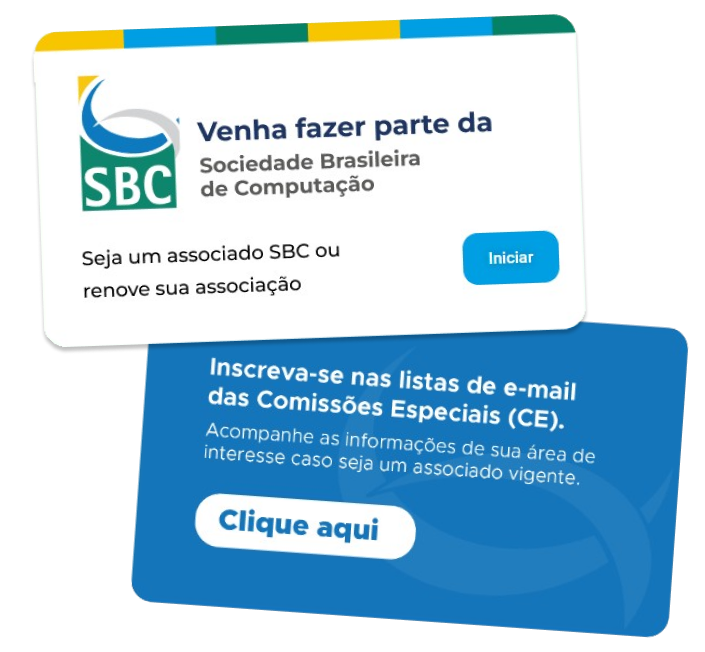 SBC
Venha fazer parte da
Sociedade Brasileira
de Computação
Seja um associado SBC ou
renove sua associação
Iniciar
Inscreva-se nas listas de e-mail
das Comissões Especiais (CE).
Acompanhe as informações de sua área de
interesse caso seja um associado vigente.
Clique aqui